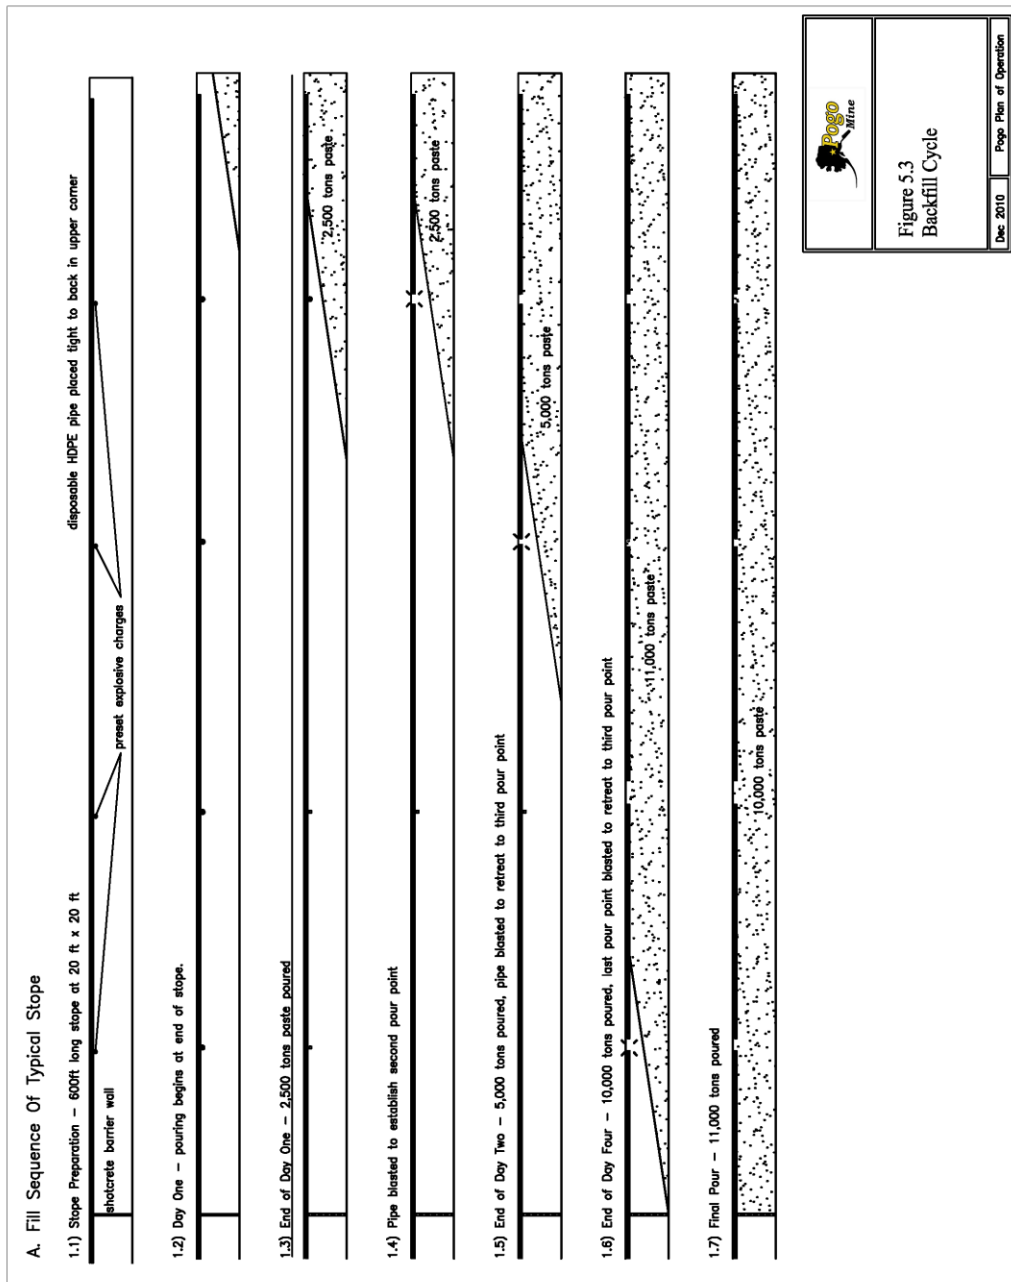 A. Fill Sequence Of Typical Stope
1.1) Stope Preparation - 600ft long stope at 20 ft x 20 ft
disposable HDPE pipe placed tight to back in upper corner
shotcrete barrier wall
preset explosive charges
1.2) Day One - pouring begins at end of stope.
1.3) End of Day One - 2,500 tons paste poured
2,500 tons paste
1.4) Pipe blasted to establish second pour point
2,500 tons paste
1.5) End of Day Two - 5,000 tons poured, pipe blasted to retreat to third pour point
5,000 tons paste
1.6) End of Day Four - 10,000 tons poured, last pour point blasted to retreat to third pour point
11,000 tons paste
1.7) Final Pour - 11,000 tons poured
10,000 tons paste
Pogo
Mine
Figure 5.3
Backfill Cycle
Dec 2010
Pogo Plan of Operation